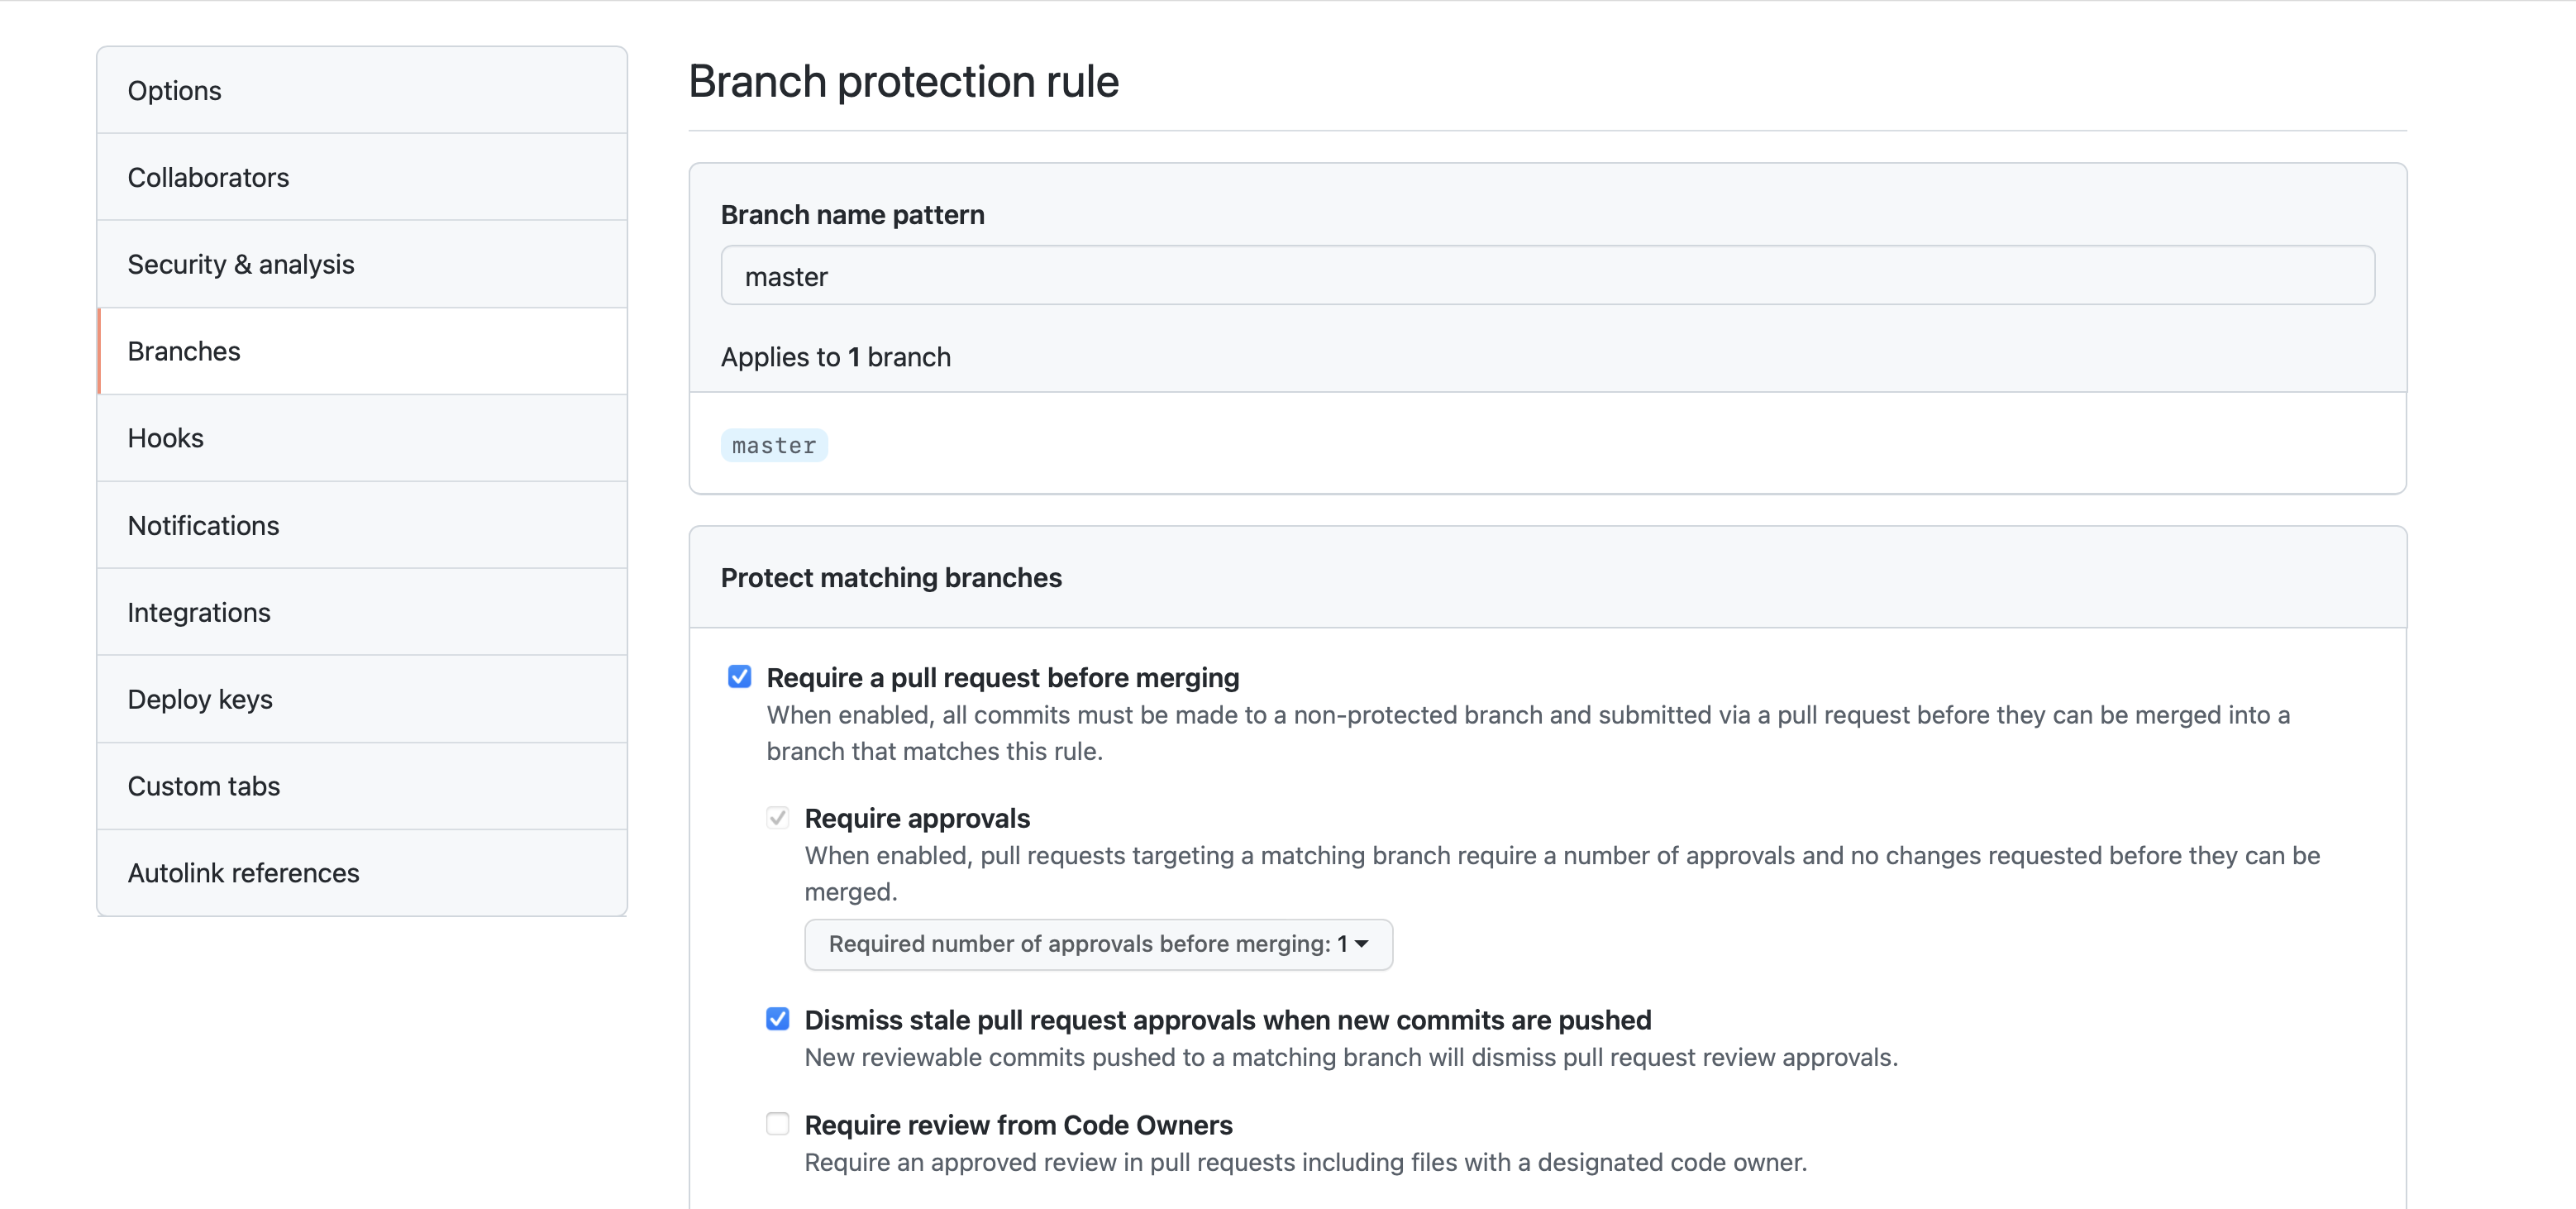 Options
Collaborators
Security & analysis
Branches
Hooks
Notifications
Integrations
Deploy keys
Custom tabs
Autolink references
Branch protection rule
Branch name pattern
master
Applies to 1 branch
master
Protect matching branches
Require a pull request before merging
When enabled, all commits must be made to a non-protected branch and submitted via a pull request before they can be merged into a
branch that matches this rule.
Require approvals
When enabled, pull requests targeting a matching branch require a number of approvals and no changes requested before they can be
merged.
Required number of approvals before merging: 1
Dismiss stale pull request approvals when new commits are pushed
New reviewable commits pushed to a matching branch will dismiss pull request review approvals.
Require review from Code Owners
Require an approved review in pull requests including files with a designated code owner.